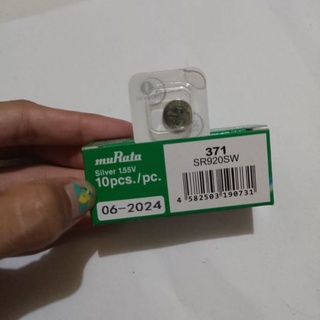 muRata
Silver 1.55V
10pcs./pc.
06-2024
371
SR920SW
4 582503 190731